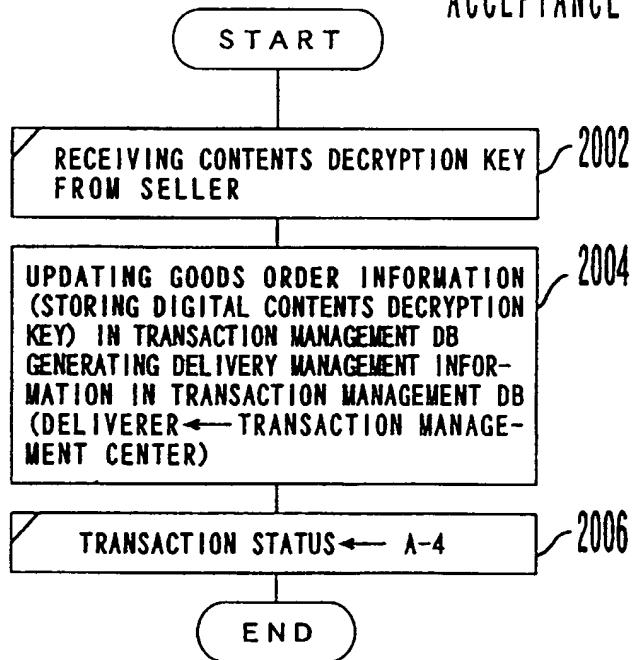 ACCEPTANCE
START
RECEIVING CONTENTS DECRYPTION KEY
FROM SELLER
2002
UPDATING GOODS ORDER INFORMATION
(STORING DIGITAL CONTENTS DECRYPTION
KEY) IN TRANSACTION MANAGEMENT DB
GENERATING DELIVERY MANAGEMENT INFOR-
MATION IN TRANSACTION MANAGEMENT DB
(DELIVERER ← TRANSACTION MANAGE-
MENT CENTER)
2004
TRANSACTION STATUS ← A-4
2006
END